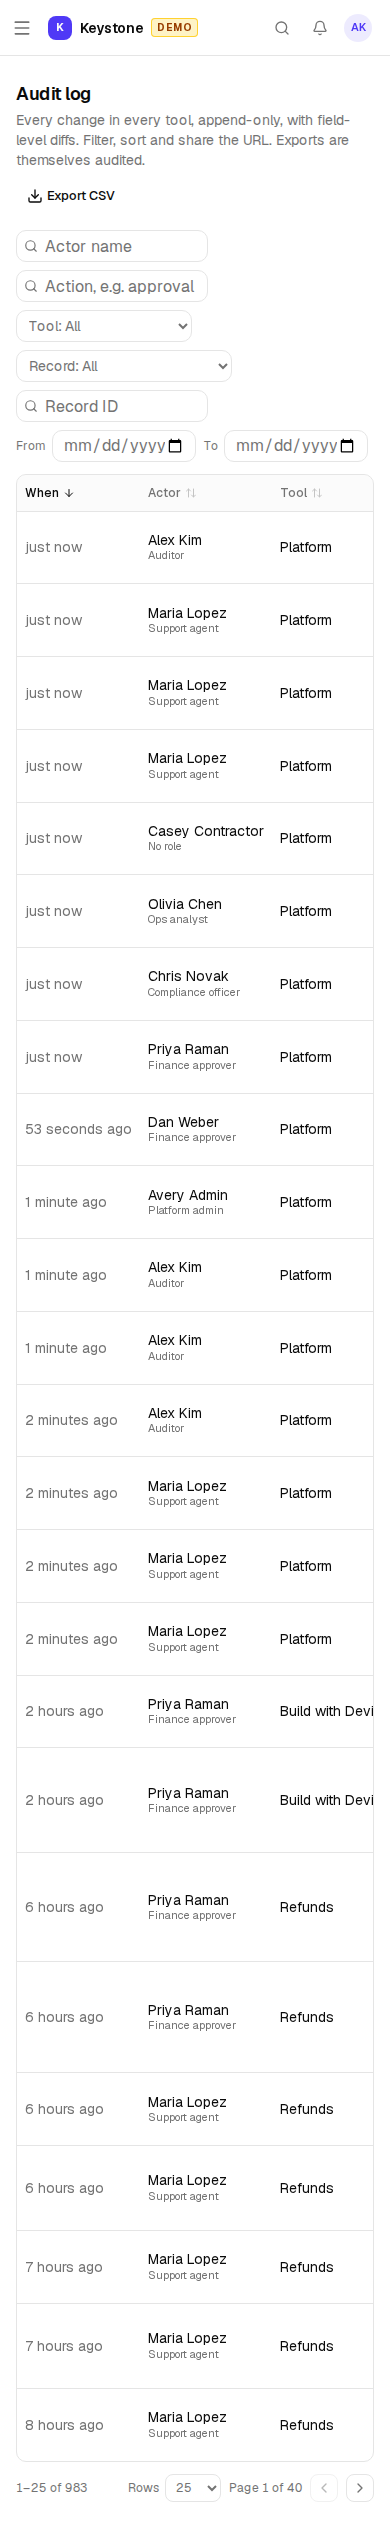 K Keystone DEMO AK
Audit log
Every change in every tool, append-only, with field-
level diffs. Filter, sort and share the URL. Exports are
themselves audited.
Export CSV
Actor name
Action, e.g. approval
Tool: All
Record: All
Record ID
From mm/dd/yyyy To mm/dd/yyyy
When Actor Tool
just now Alex Kim Platform
Auditor
just now Maria Lopez Platform
Support agent
just now Maria Lopez Platform
Support agent
just now Maria Lopez Platform
Support agent
just now Casey Contractor Platform
No role
just now Olivia Chen Platform
Ops analyst
just now Chris Novak Platform
Compliance officer
just now Priya Raman Platform
Finance approver
53 seconds ago Dan Weber Platform
Finance approver
1 minute ago Avery Admin Platform
Platform admin
1 minute ago Alex Kim Platform
Auditor
1 minute ago Alex Kim Platform
Auditor
2 minutes ago Alex Kim Platform
Auditor
2 minutes ago Maria Lopez Platform
Support agent
2 minutes ago Maria Lopez Platform
Support agent
2 minutes ago Maria Lopez Platform
Support agent
2 hours ago Priya Raman Build with Devi
Finance approver
2 hours ago Priya Raman Build with Devi
Finance approver
6 hours ago Priya Raman Refunds
Finance approver
6 hours ago Priya Raman Refunds
Finance approver
6 hours ago Maria Lopez Refunds
Support agent
6 hours ago Maria Lopez Refunds
Support agent
7 hours ago Maria Lopez Refunds
Support agent
7 hours ago Maria Lopez Refunds
Support agent
8 hours ago Maria Lopez Refunds
Support agent
1–25 of 983 Rows 25 Page 1 of 40